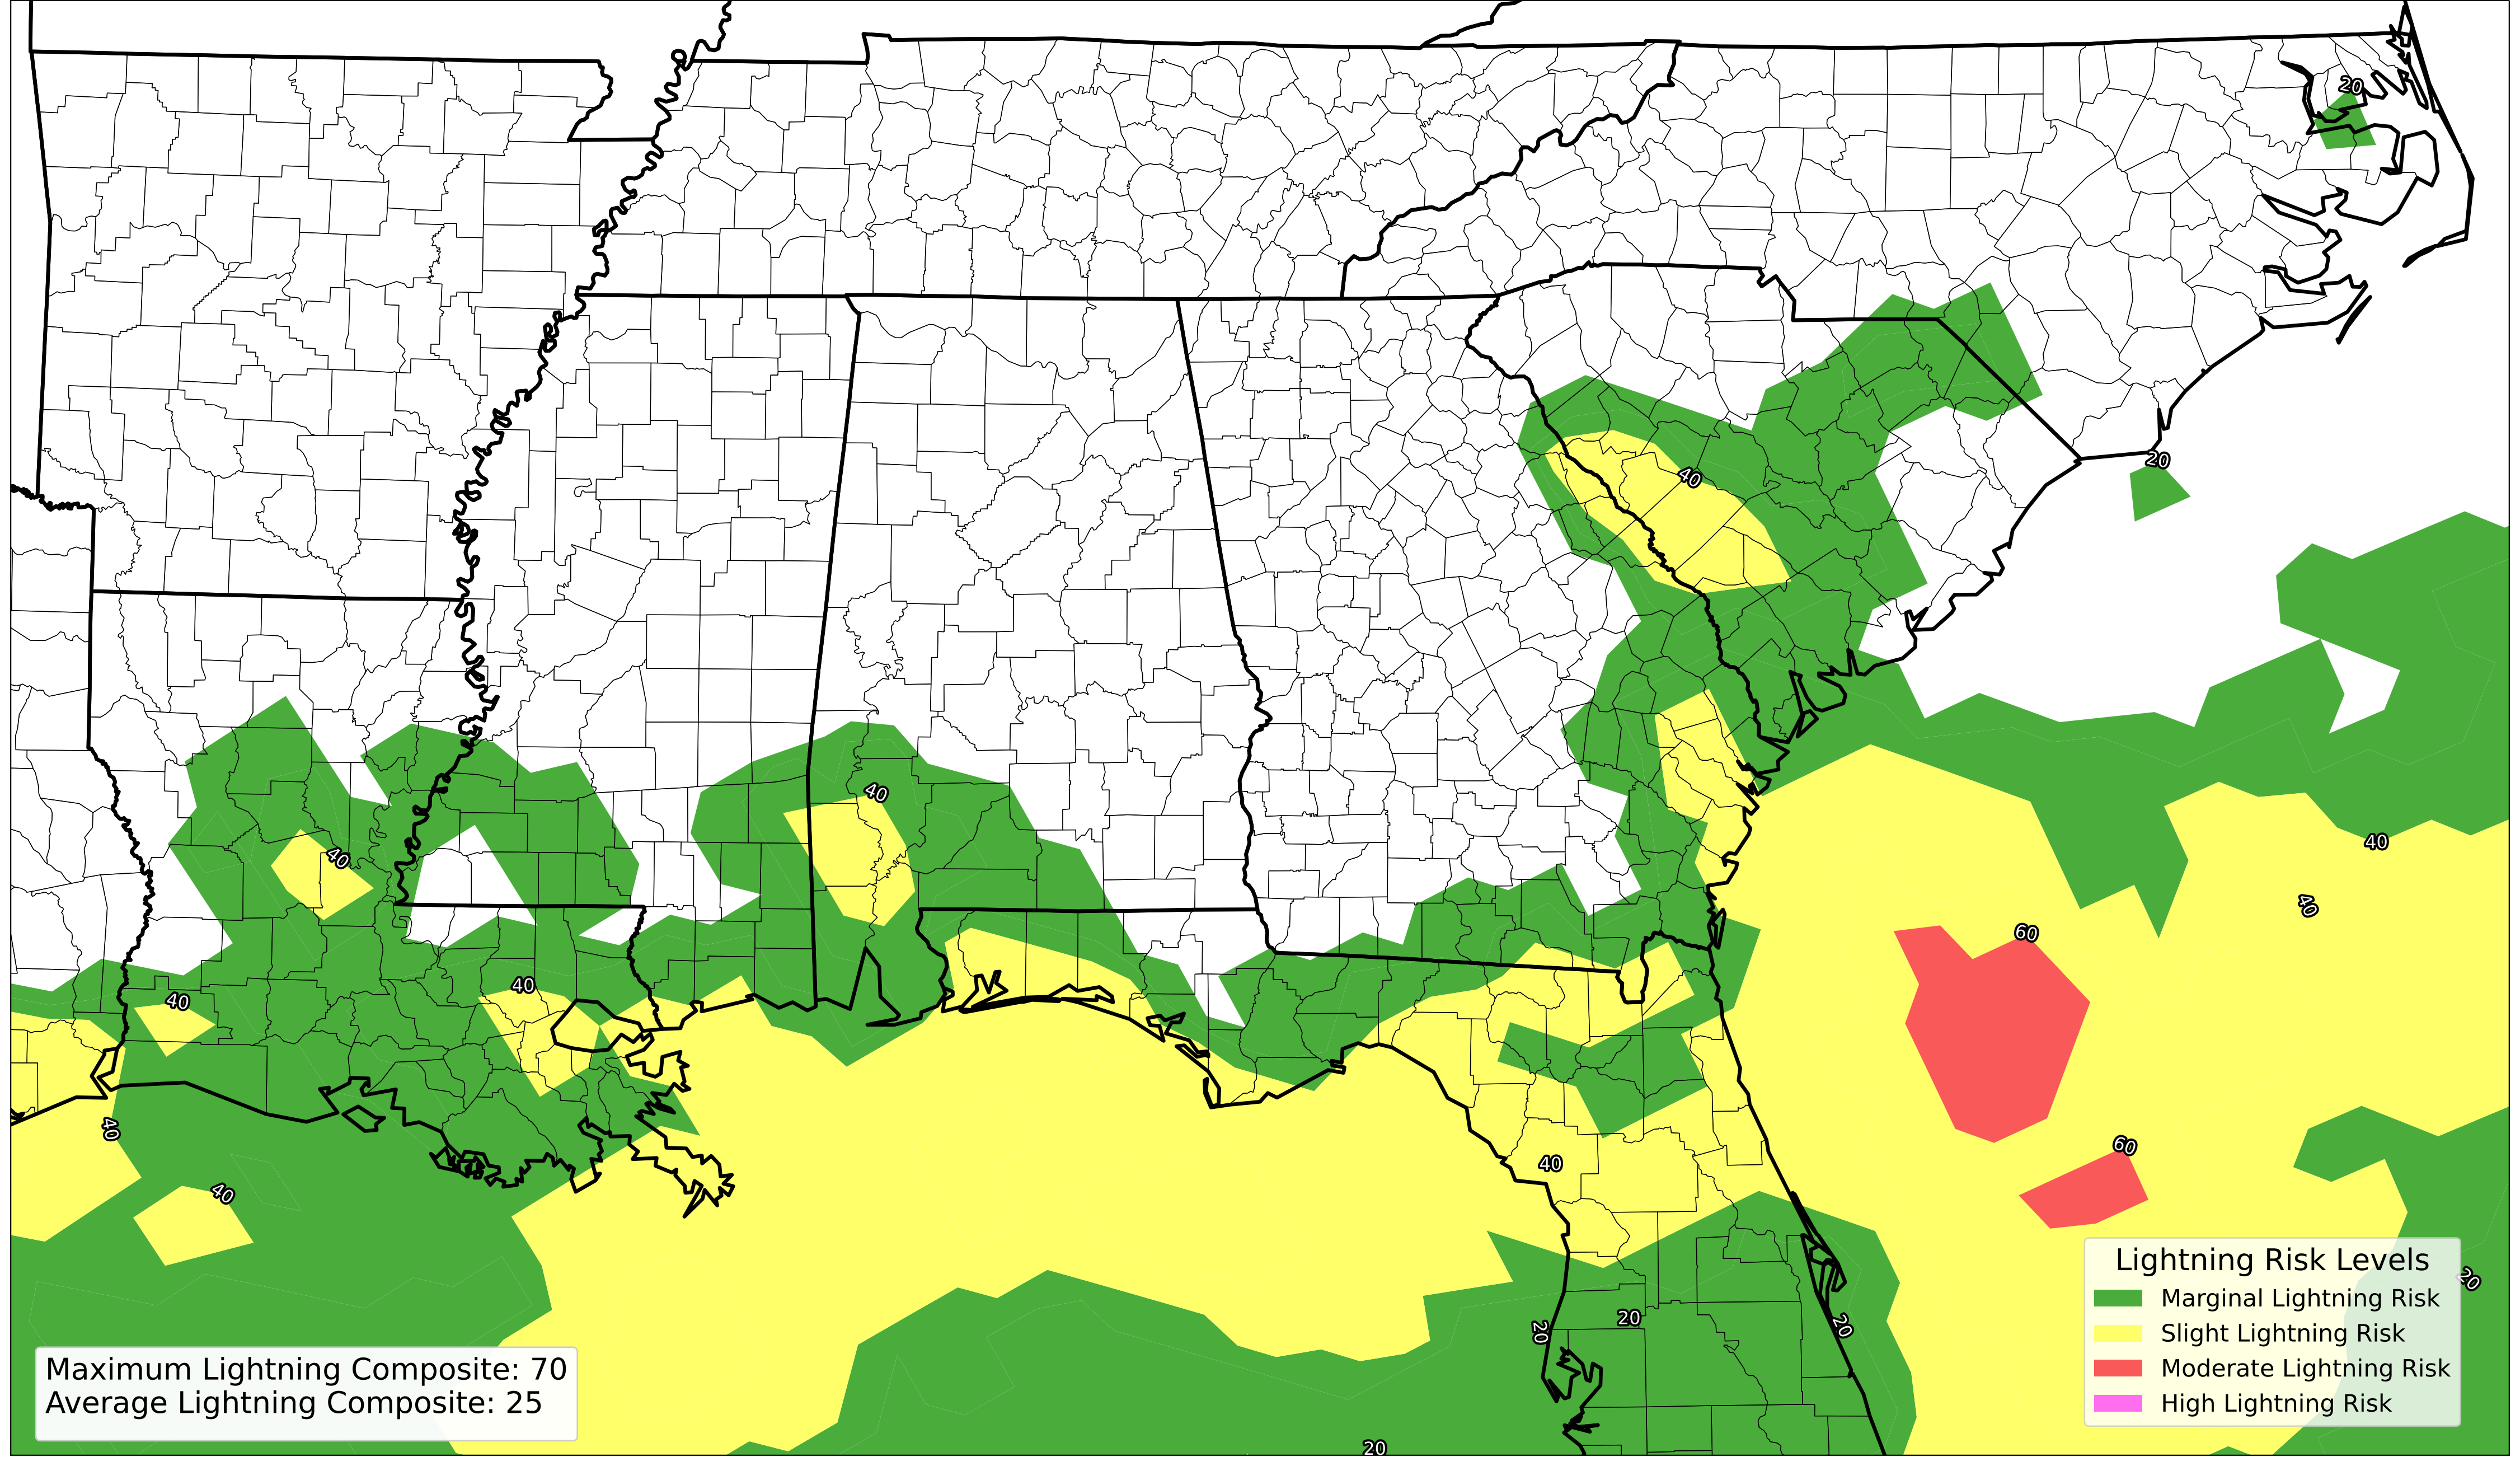 20
20
40
40
40
40
40
40
40
60
40
60
40
40
20
20
20
20
20
Lightning Risk Levels
Marginal Lightning Risk
Slight Lightning Risk
Moderate Lightning Risk
High Lightning Risk
Maximum Lightning Composite: 70
Average Lightning Composite: 25